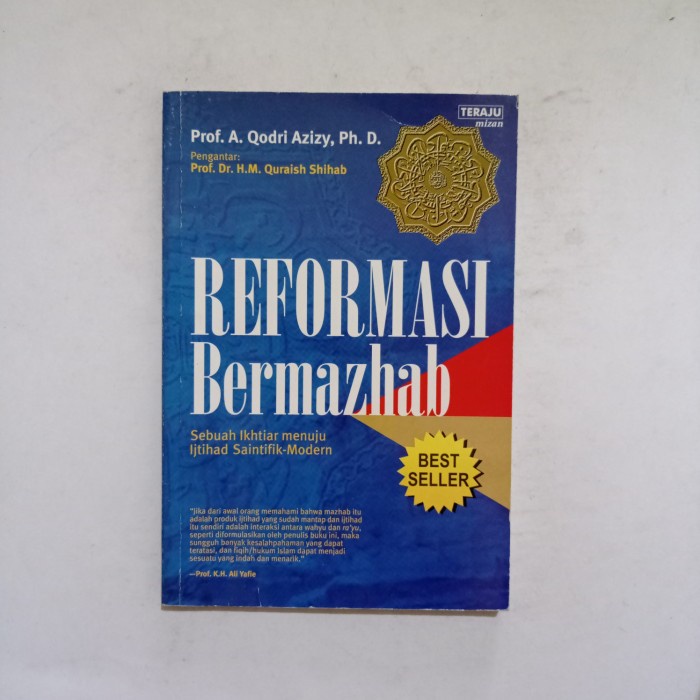 TERAJU
mizan
Prof. A. Qodri Azizy, Ph. D.
Pengantar:
Prof. Dr. H.M. Quraish Shihab
REFORMASI
Bermazhab
Sebuah Ikhtiar menuju
Ijtihad Saintifik-Modern
BEST
SELLER
"Jika dari awal orang memahami bahwa mazhab itu
adalah produk ijtihad yang sudah mantap dan ijtihad
itu sendiri adalah interaksi antara wahyu dan ra'yu,
seperti diformulasikan oleh penulis buku ini, maka
sungguh banyak kesalahpahaman yang dapat
teratasi, dan fiqih/hukum Islam dapat menjadi
sesuatu yang indah dan menarik."
—Prof. K.H. Ali Yafie